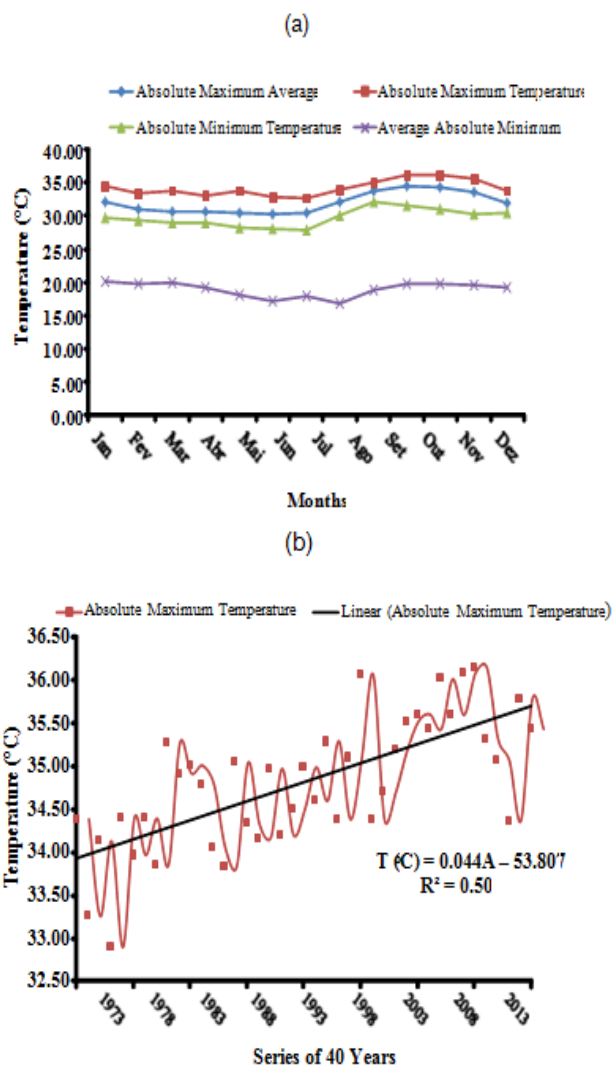 (a)
Absolute Maximum Average
Absolute Maximum Temperature
Absolute Minimum Temperature
Average Absolute Minimum
Temperature (°C)
40.00
35.00
30.00
25.00
20.00
15.00
10.00
5.00
0.00
Jan
Fev
Mar
Abr
Mai
Jun
Jul
Ago
Set
Out
Nov
Dez
Months
(b)
Absolute Maximum Temperature
Linear (Absolute Maximum Temperature)
Temperature (°C)
36.50
36.00
35.50
35.00
34.50
34.00
33.50
33.00
32.50
T (°C) = 0.044A – 53.807
R² = 0.50
1973
1978
1983
1988
1993
1998
2003
2008
2013
Series of 40 Years